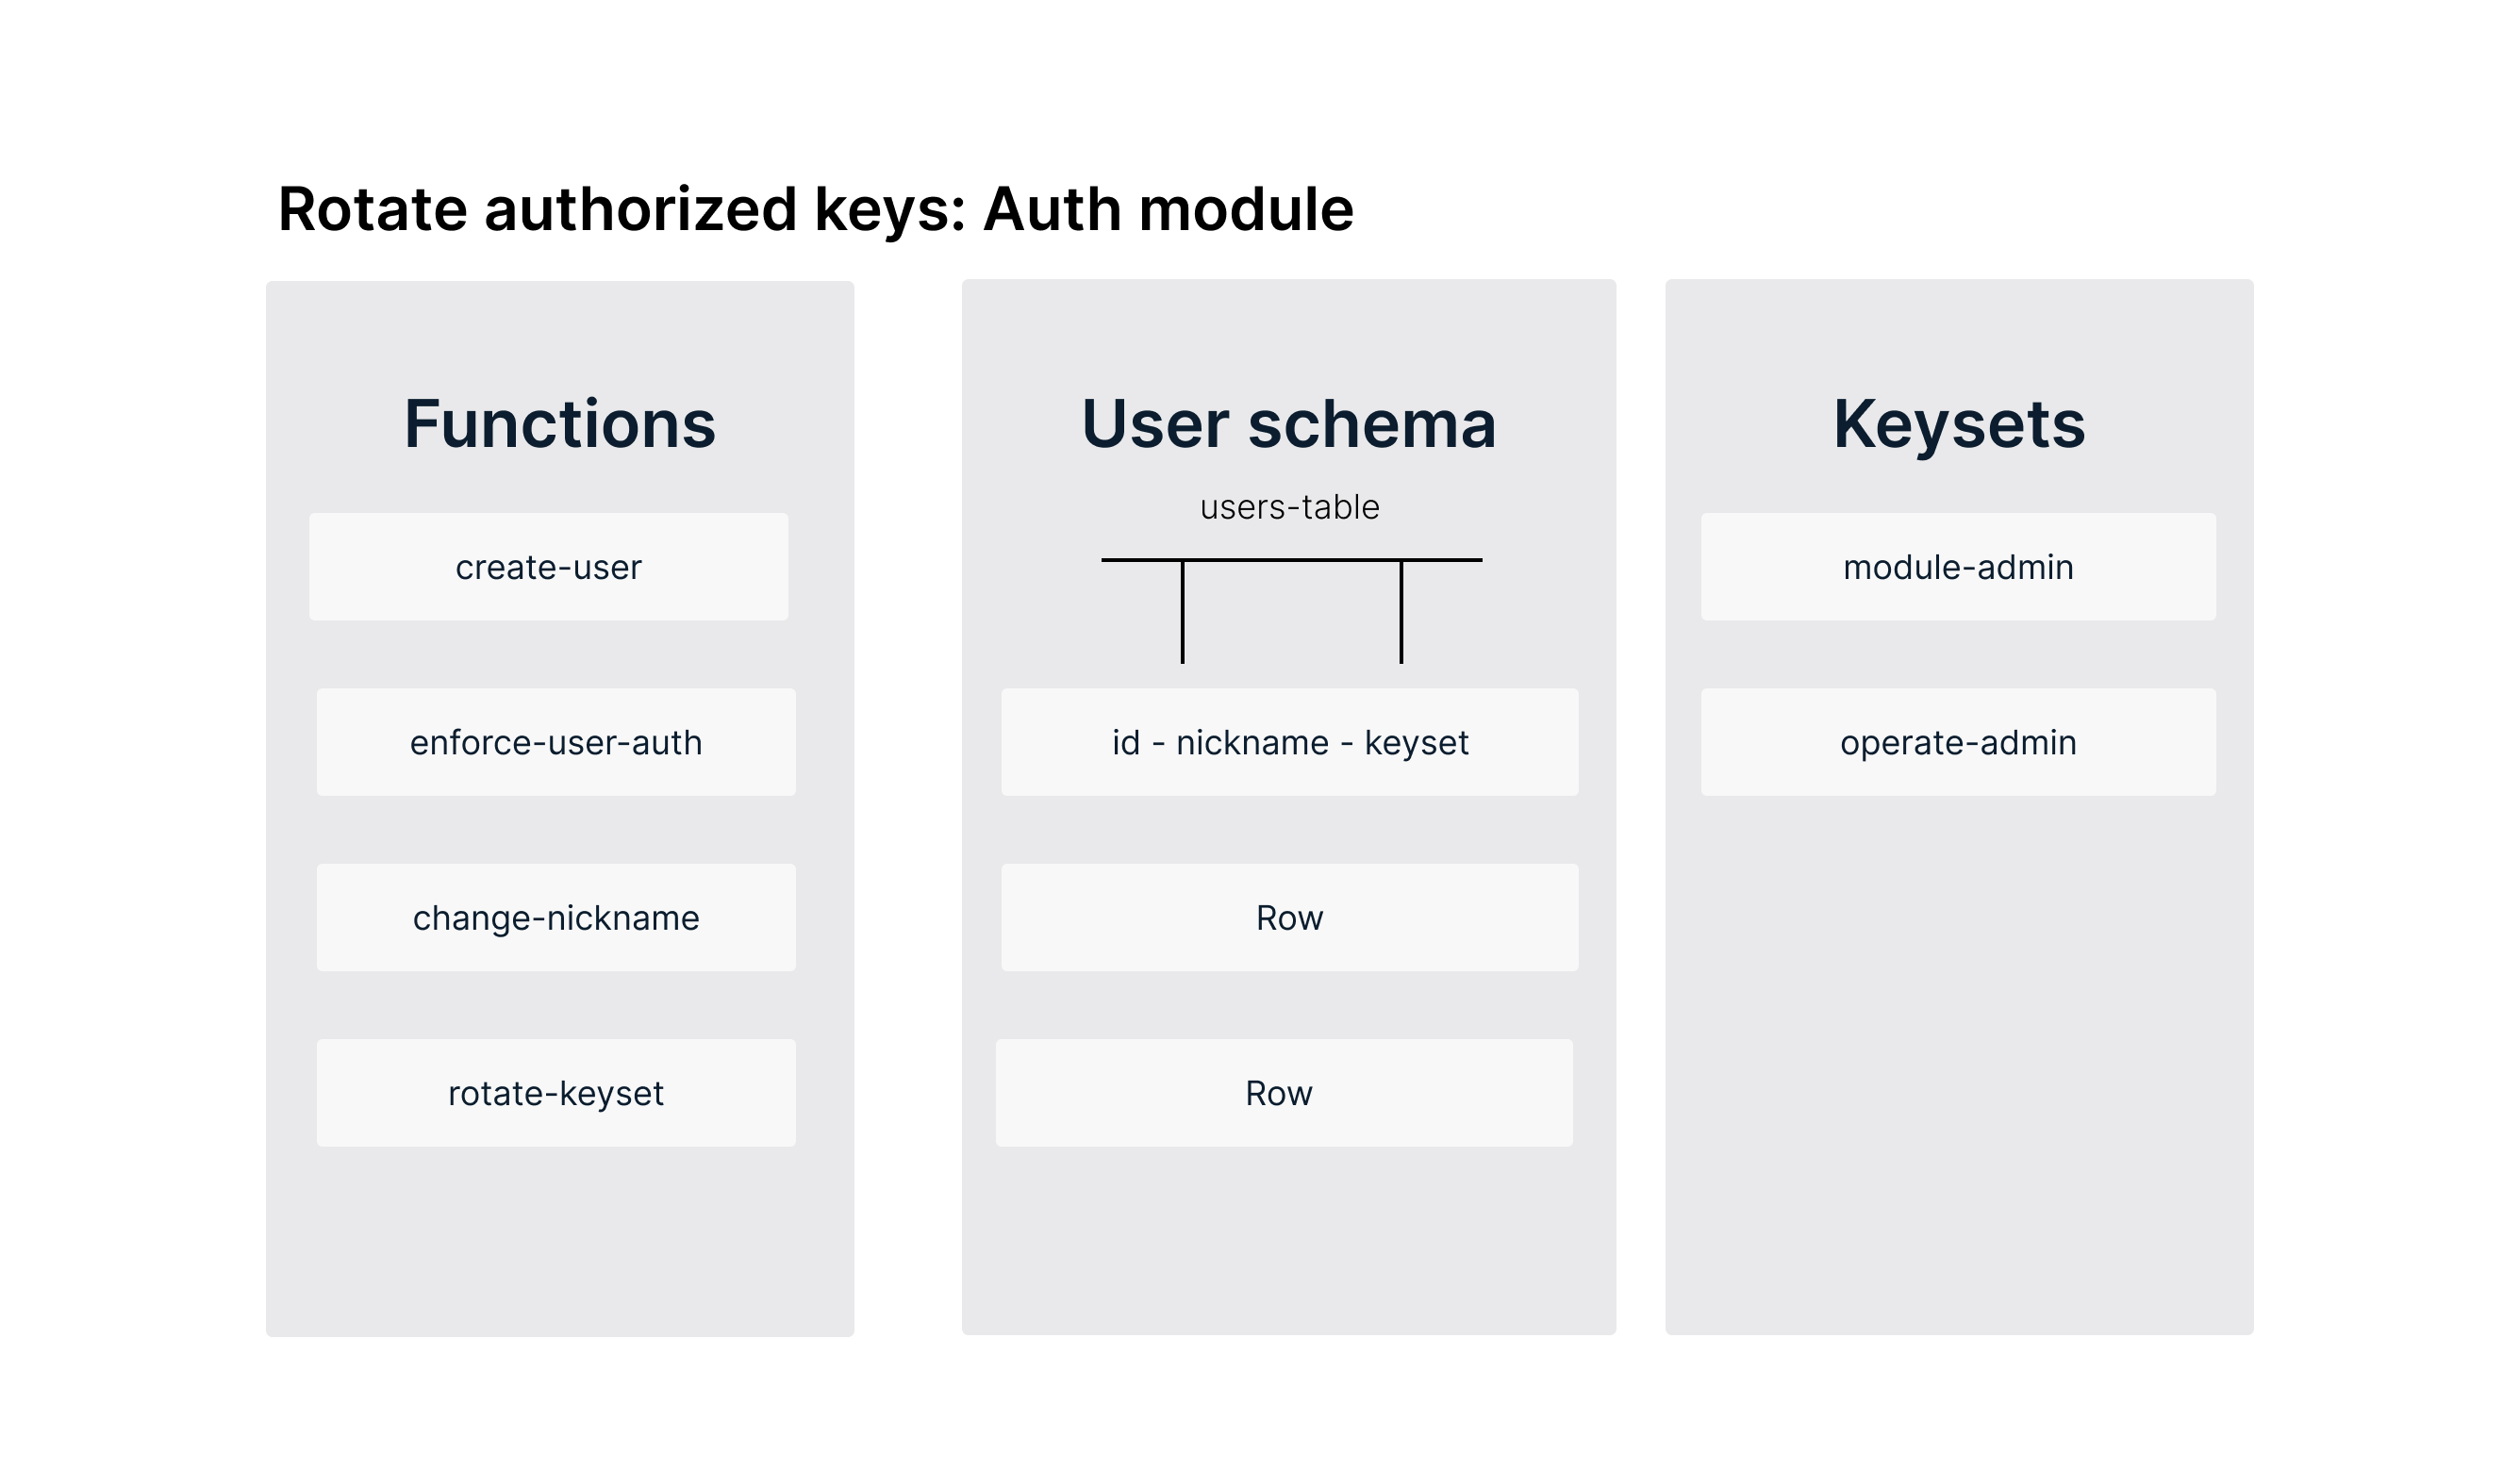 Rotate authorized keys: Auth module
Functions
create-user
enforce-user-auth
change-nickname
rotate-keyset
User schema
users-table
id - nickname - keyset
Row
Row
Keysets
module-admin
operate-admin